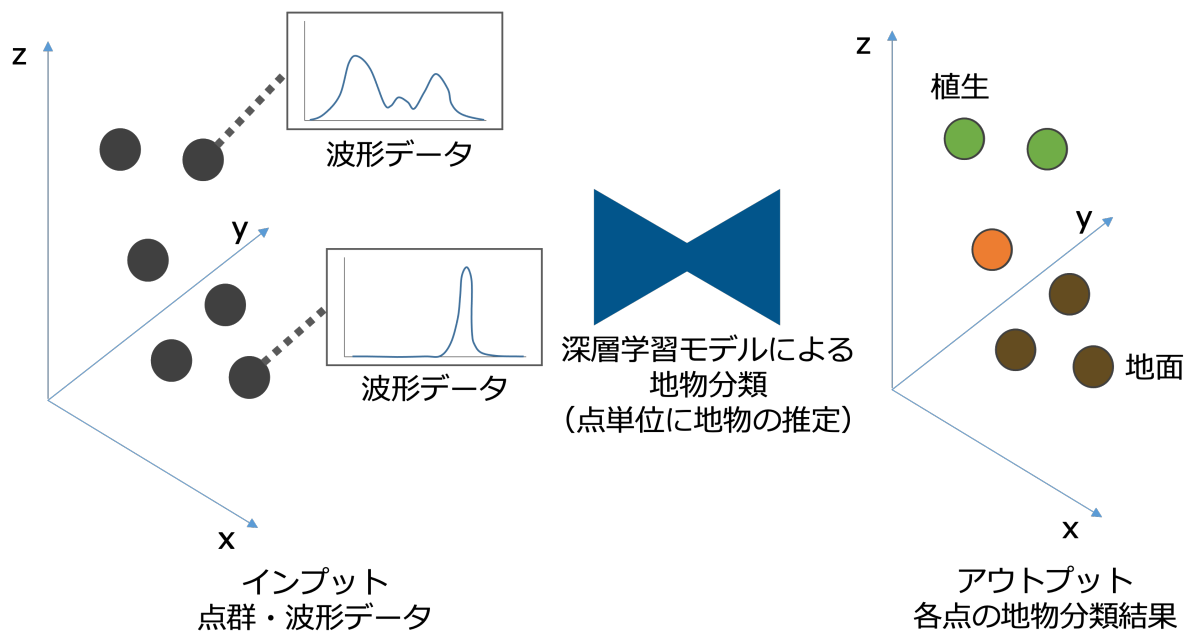 z
y
x
波形データ
波形データ
インプット
点群・波形データ
深層学習モデルによる
地物分類
（点単位に地物の推定）
z
植生
y
地面
x
アウトプット
各点の地物分類結果